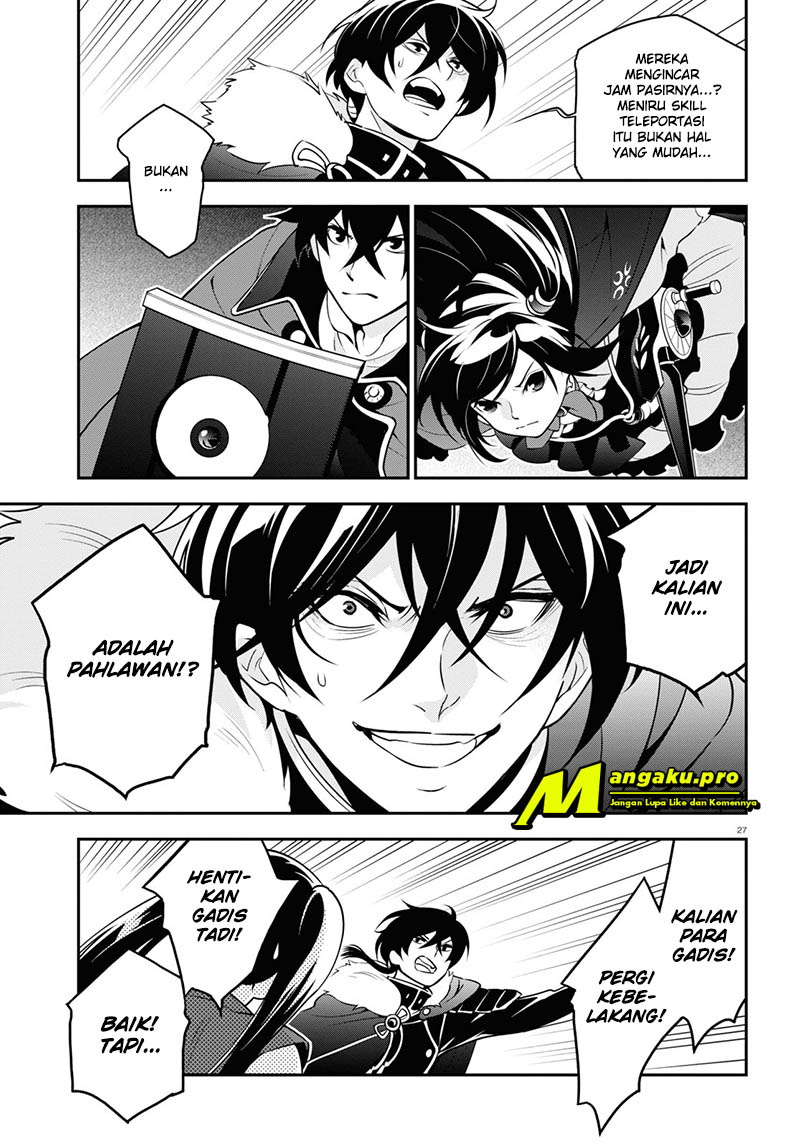 MEREKA
MENGINCAR
JAM PASIRNYA...?
MENIRU SKILL
TELEPORTASI
ITU BUKAN HAL
YANG MUDAH...
BUKAN
...
JADI
KALIAN
INI...
ADALAH
PAHLAWAN!?
Mangaku.pro
Jangan Lupa Like dan Komennya
27
KALIAN
PARA
GADIS!
PERGI
KEBE-
LAKANG!
HENTI-
KAN
GADIS
TADI!
BAIK!
TAPI...